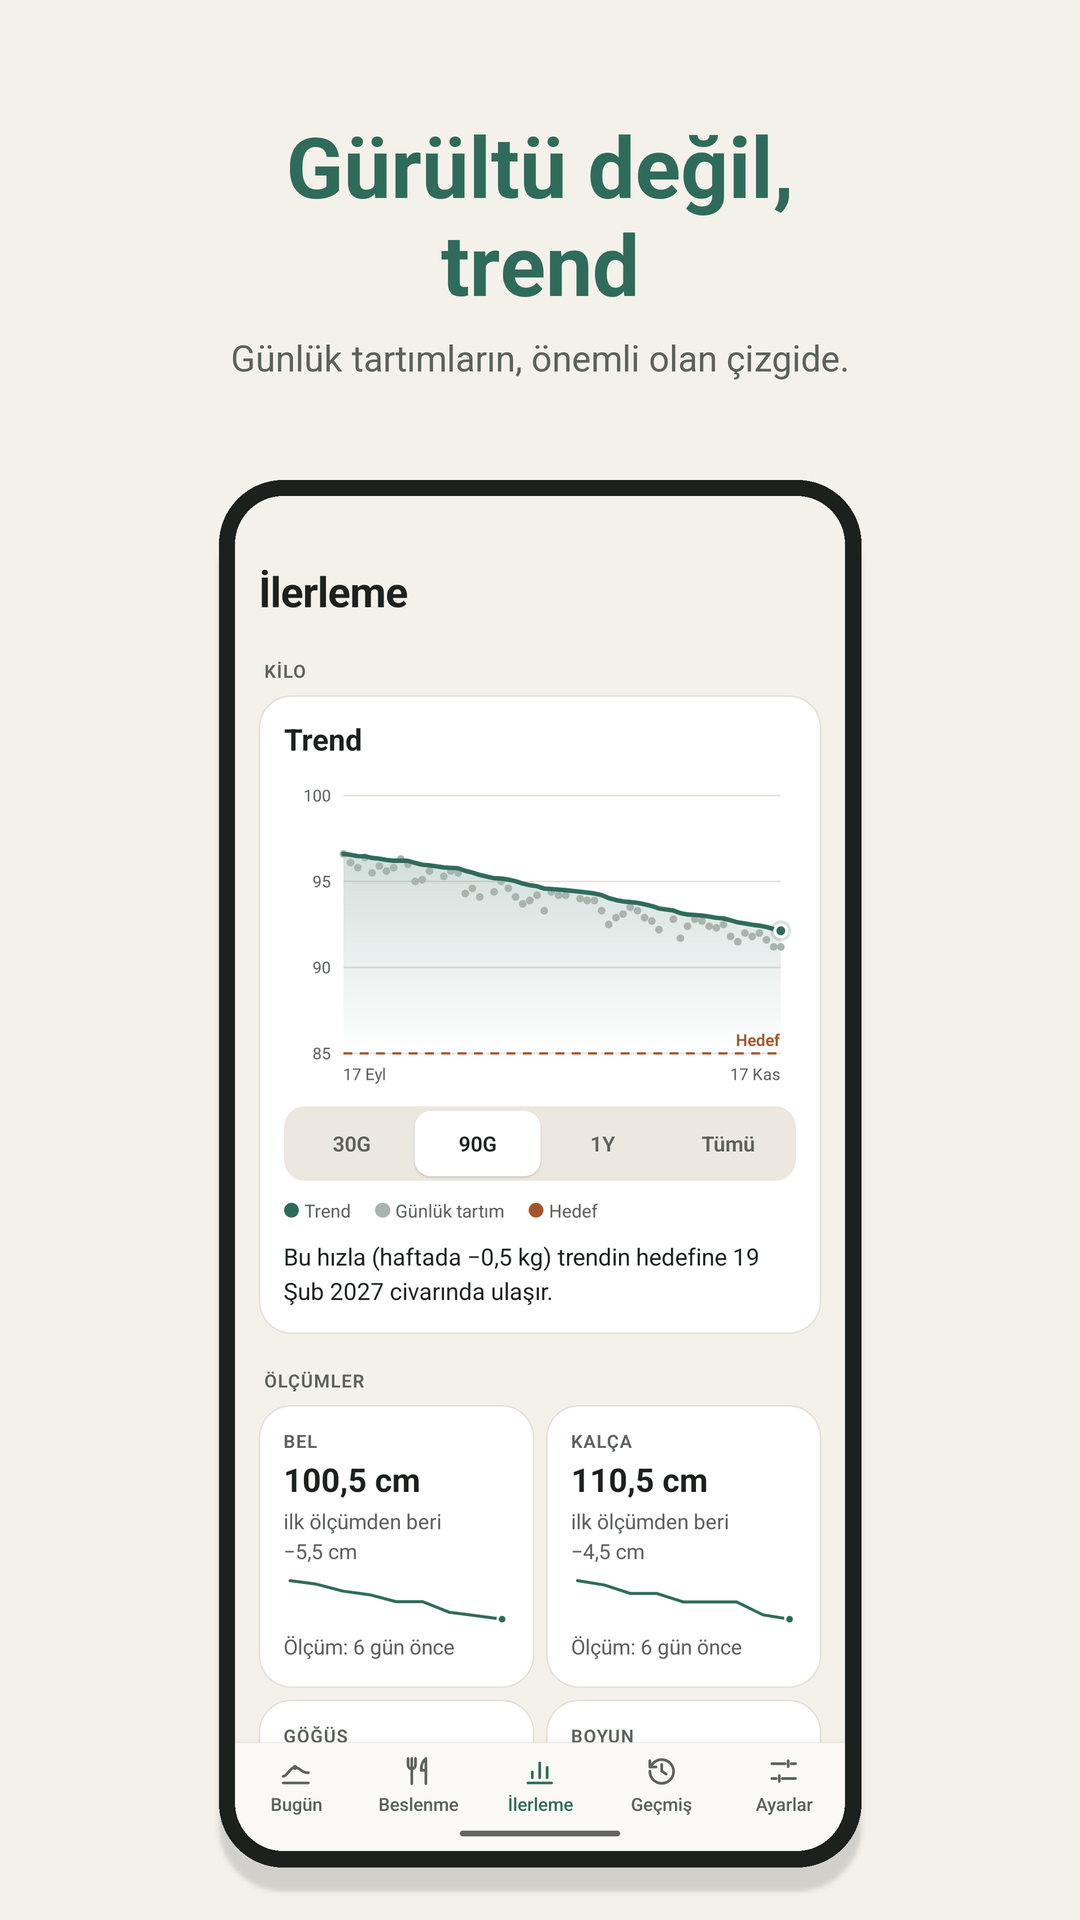 Gürültü değil,
trend
Günlük tartımların, önemli olan çizgide.
İlerleme
KİLO
Trend
100
95
90
85
Hedef
17 Eyl
17 Kas
30G
90G
1Y
Tümü
Trend
Günlük tartım
Hedef
Bu hızla (haftada −0,5 kg) trendin hedefine 19
Şub 2027 civarında ulaşır.
ÖLÇÜMLER
BEL
100,5 cm
ilk ölçümden beri
−5,5 cm
Ölçüm: 6 gün önce
KALÇA
110,5 cm
ilk ölçümden beri
−4,5 cm
Ölçüm: 6 gün önce
GÖĞÜS
BOYUN
Bugün
Beslenme
İlerleme
Geçmiş
Ayarlar